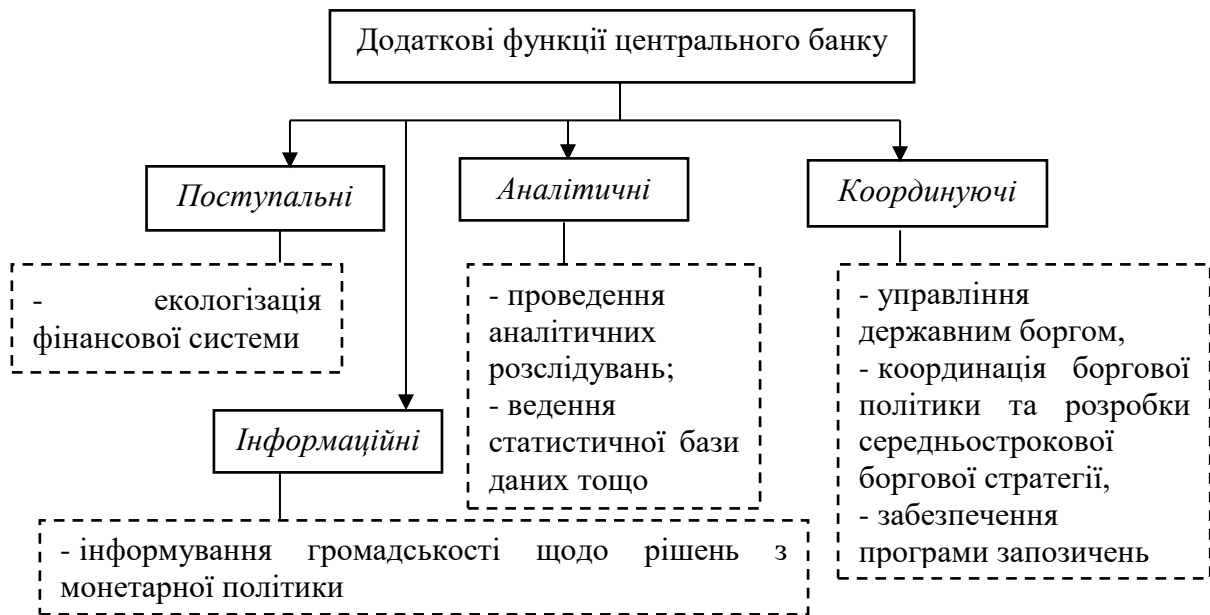 Додаткові функції центрального банку
Поступальні
- екологізація
фінансової системи
Інформаційні
- інформування громадськості щодо рішень з
монетарної політики
Аналітичні
- проведення
аналітичних
розслідувань;
- ведення
статистичної бази
даних тощо
Координуючі
- управління
державним боргом,
- координація боргової
політики та розробки
середньострокової
боргової стратегії,
- забезпечення
програми запозичень